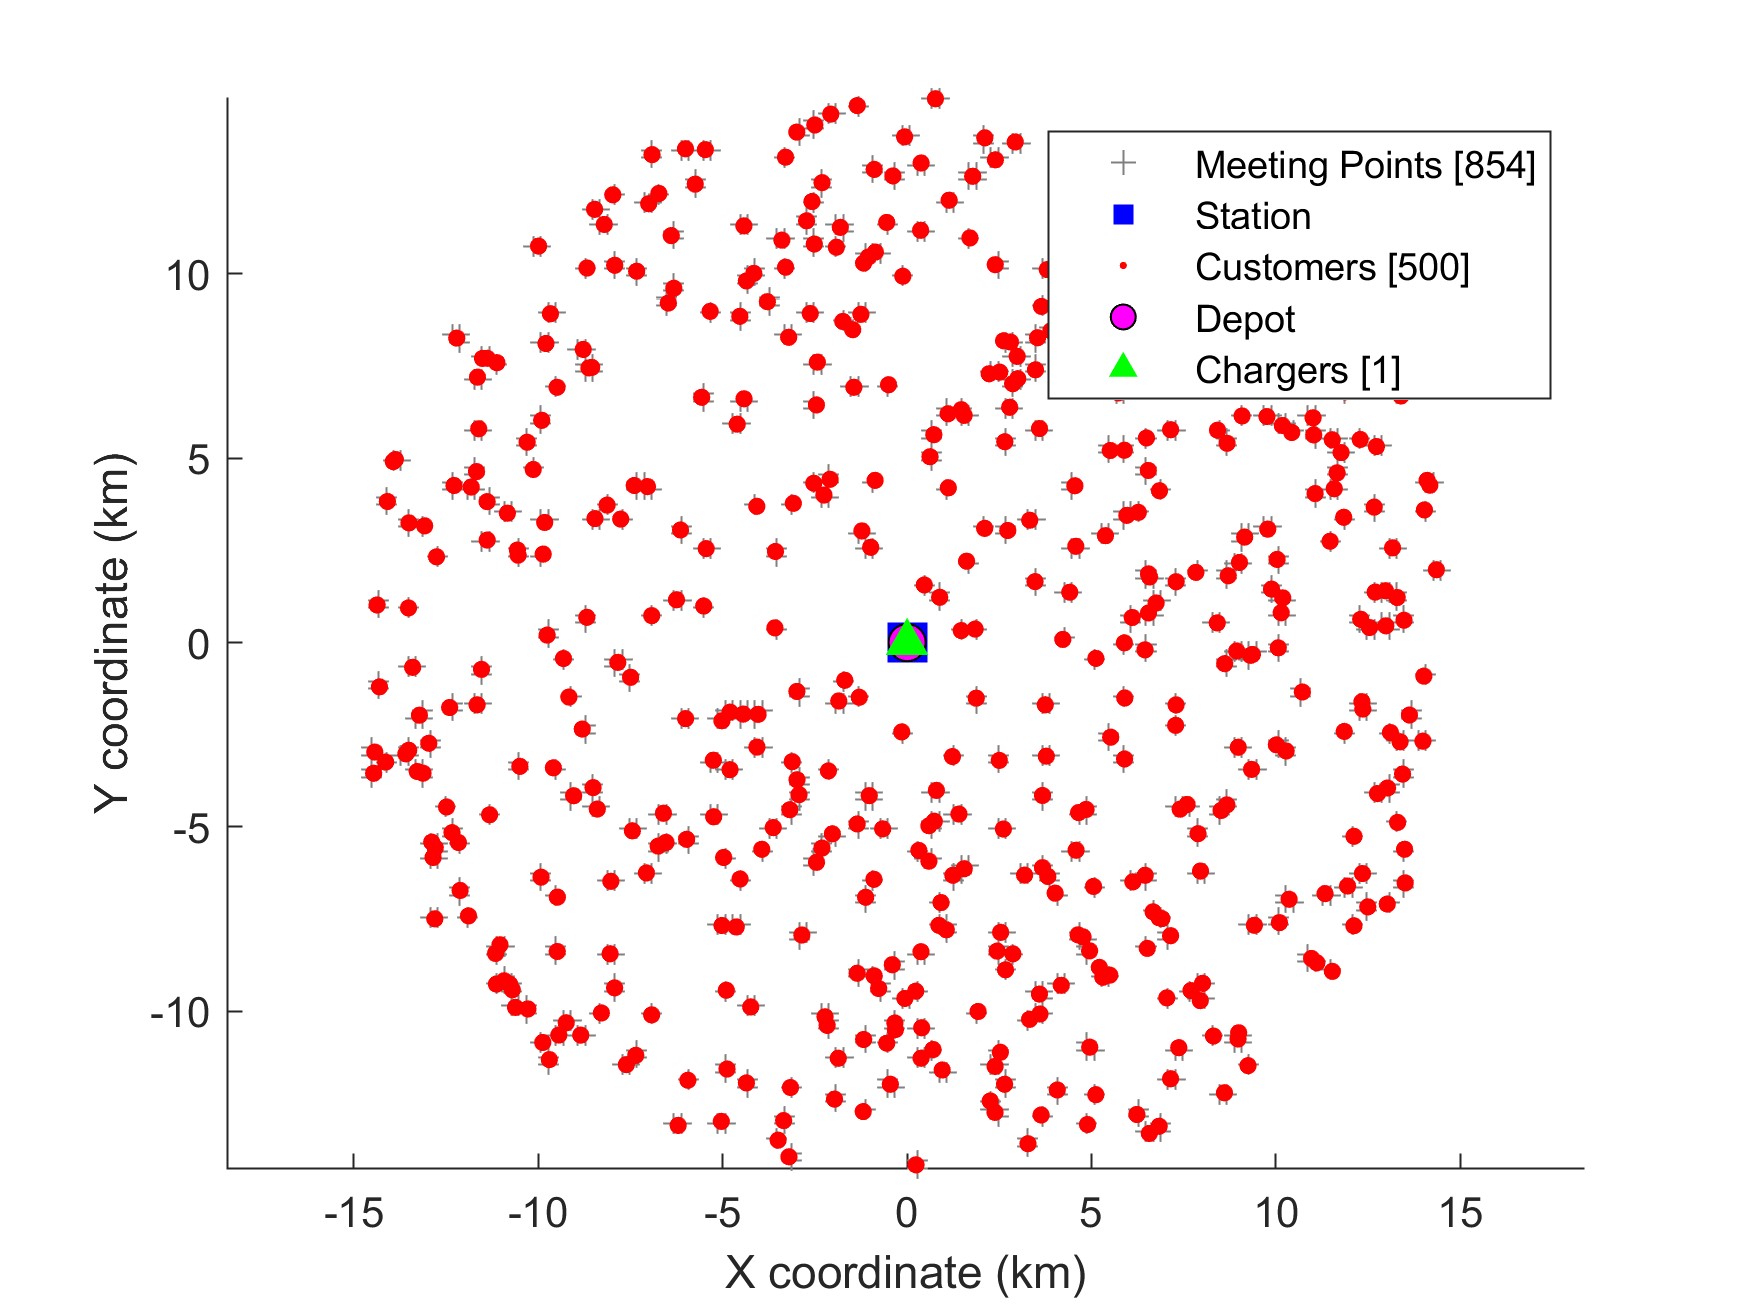 Meeting Points [854]
Station
Customers [500]
Depot
Chargers [1]
10
5
0
-5
-10
Y coordinate (km)
-15 -10 -5 0 5 10 15
X coordinate (km)